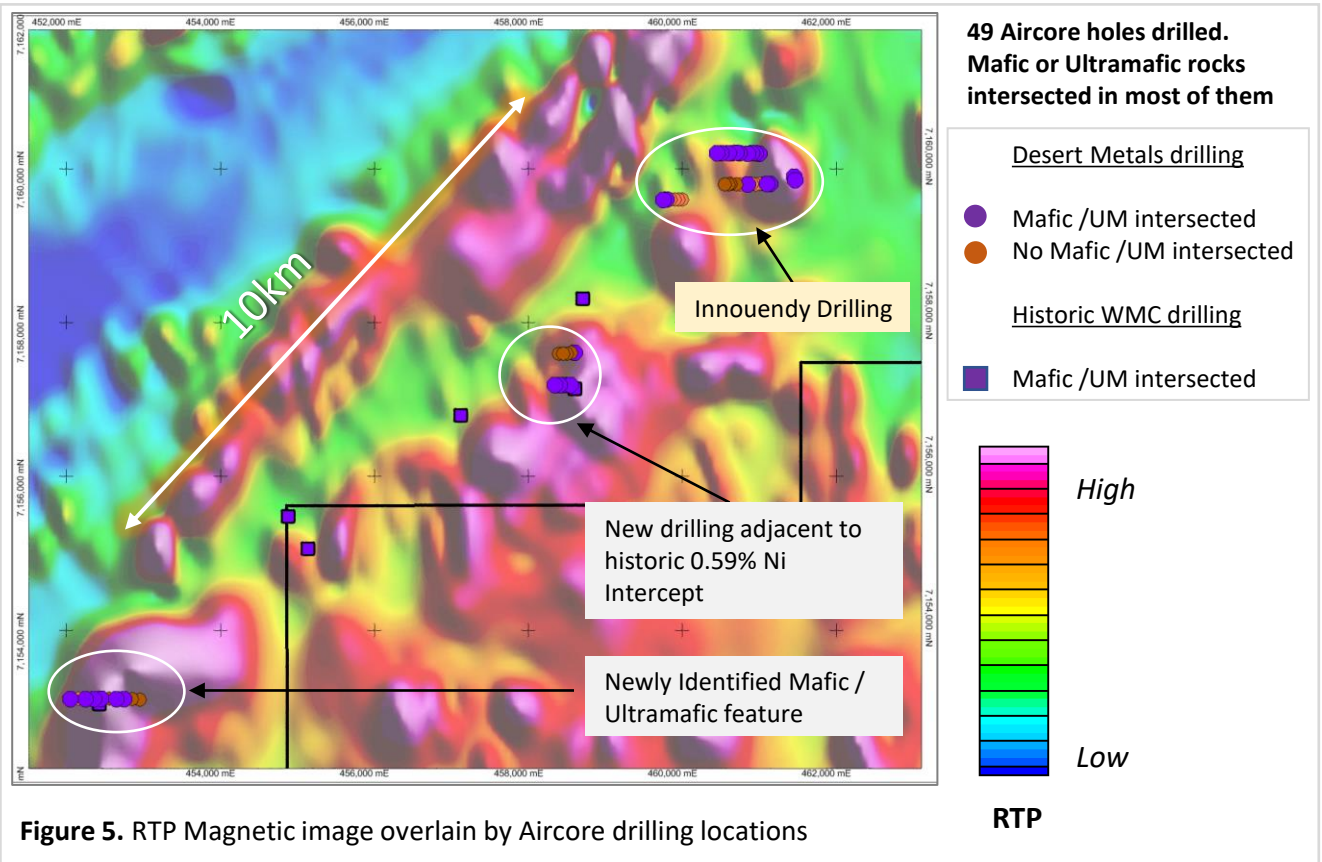 452,000 mE 454,000 mE 456,000 mE 458,000 mE 460,000 mE 462,000 mE
7,162,000
7,160,000 mN
7,158,000 mN
7,156,000 mN
7,154,000 mN
mN
7,160,000 mN
7,158,000 mN
7,156,000 mN
7,154,000 mN
10km
Innouendy Drilling
New drilling adjacent to
historic 0.59% Ni
Intercept
Newly Identified Mafic /
Ultramafic feature
454,000 mE 456,000 mE 458,000 mE 460,000 mE 462,000 mE
49 Aircore holes drilled.
Mafic or Ultramafic rocks
intersected in most of them
Desert Metals drilling
Mafic /UM intersected
No Mafic /UM intersected
Historic WMC drilling
Mafic /UM intersected
High
Low
RTP
Figure 5. RTP Magnetic image overlain by Aircore drilling locations